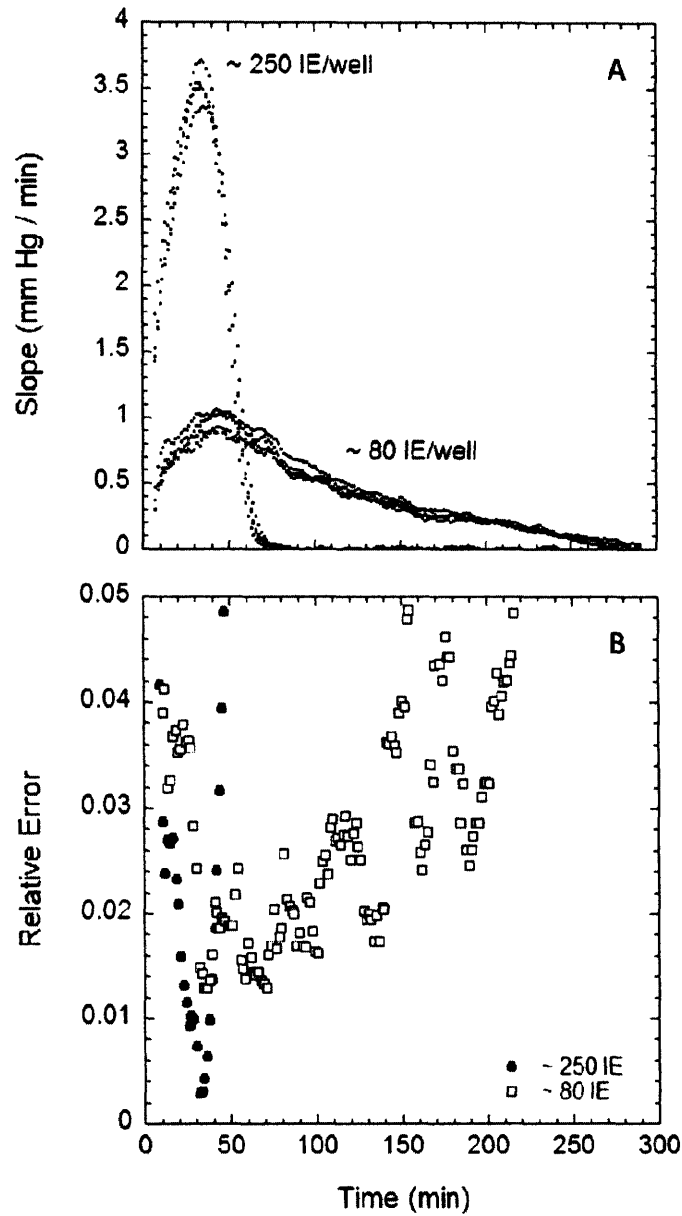 4
3.5
3
2.5
2
1.5
1
0.5
0
Slope (mm Hg / min)
~ 250 IE/well
~ 80 IE/well
A
0.05
0.04
0.03
0.02
0.01
0
Relative Error
B
~ 250 IE
~ 80 IE
0 50 100 150 200 250 300
Time (min)